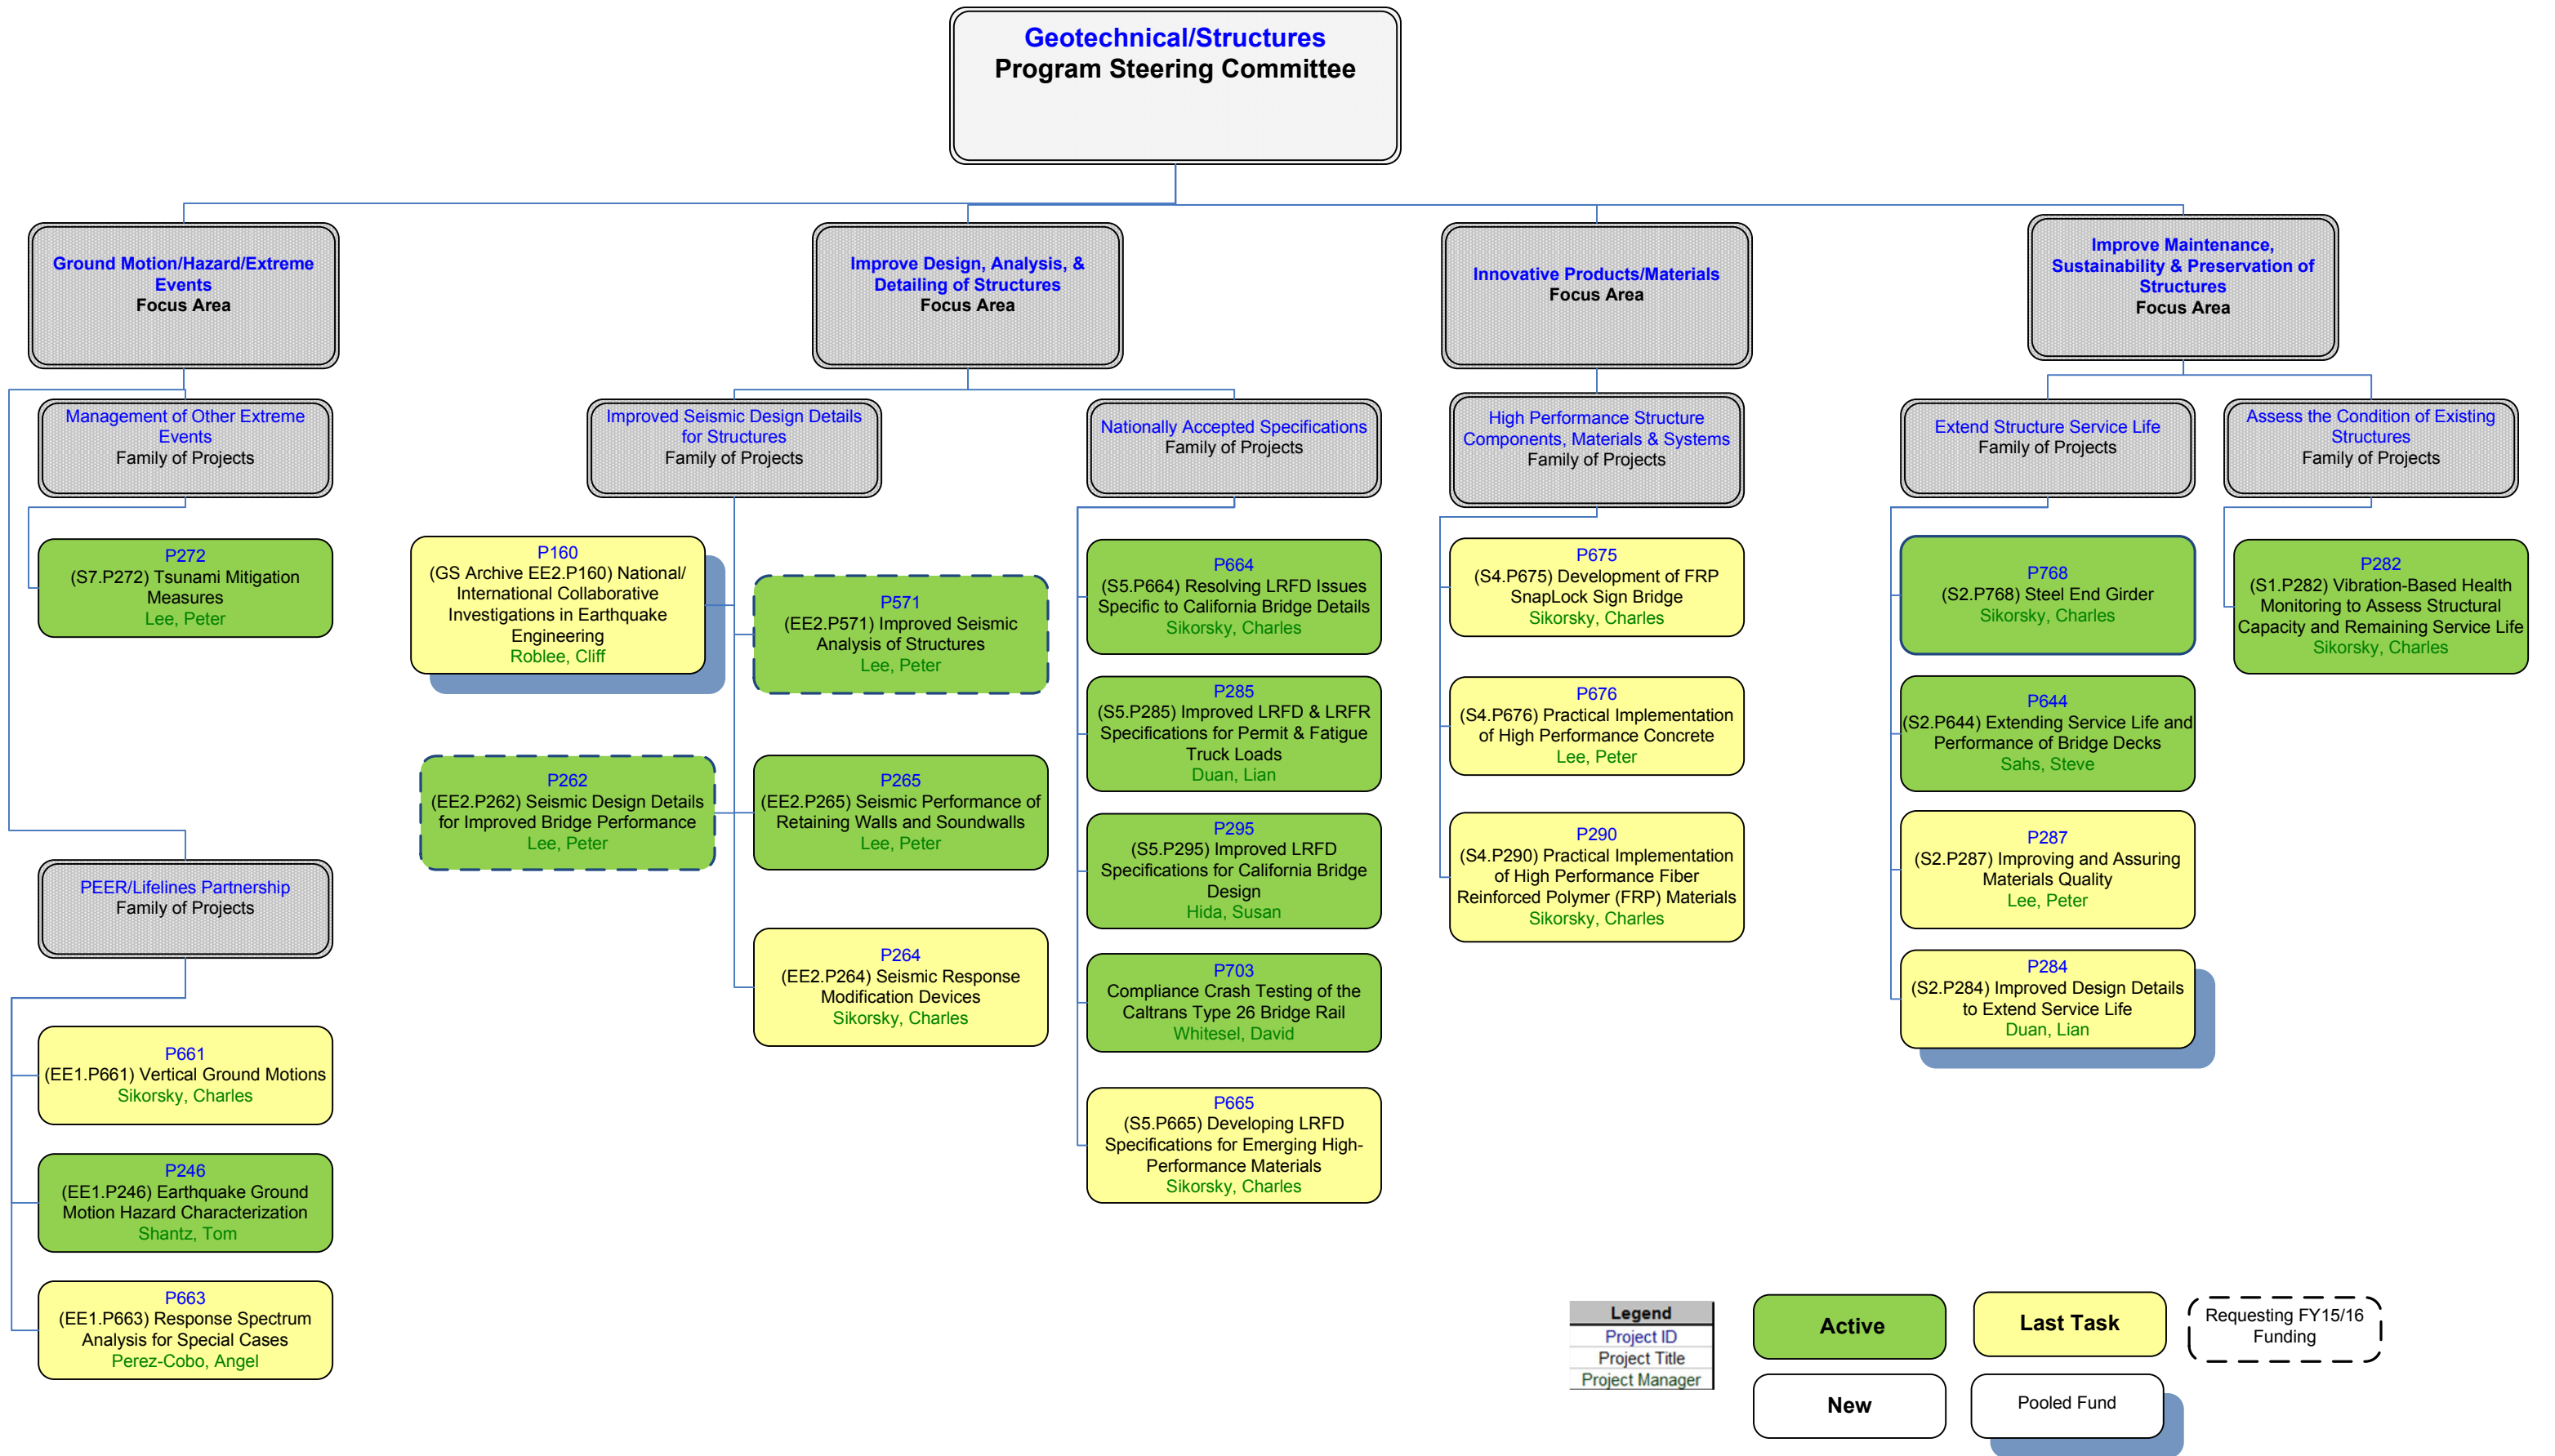 Geotechnical/Structures
Program Steering Committee
Ground Motion/Hazard/Extreme
Events
Focus Area
Improve Design, Analysis, &
Detailing of Structures
Focus Area
Innovative Products/Materials
Focus Area
Improve Maintenance,
Sustainability & Preservation of
Structures
Focus Area
Management of Other Extreme
Events
Family of Projects
Improved Seismic Design Details
for Structures
Family of Projects
Nationally Accepted Specifications
Family of Projects
High Performance Structure
Components, Materials & Systems
Family of Projects
Extend Structure Service Life
Family of Projects
Assess the Condition of Existing
Structures
Family of Projects
P272
(S7.P272) Tsunami Mitigation
Measures
Lee, Peter
PEER/Lifelines Partnership
Family of Projects
P661
(EE1.P661) Vertical Ground Motions
Sikorsky, Charles
P246
(EE1.P246) Earthquake Ground
Motion Hazard Characterization
Shantz, Tom
P663
(EE1.P663) Response Spectrum
Analysis for Special Cases
Perez-Cobo, Angel
P160
(GS Archive EE2.P160) National/
International Collaborative
Investigations in Earthquake
Engineering
Roblee, Cliff
P571
(EE2.P571) Improved Seismic
Analysis of Structures
Lee, Peter
P262
(EE2.P262) Seismic Design Details
for Improved Bridge Performance
Lee, Peter
P265
(EE2.P265) Seismic Performance of
Retaining Walls and Soundwalls
Lee, Peter
P264
(EE2.P264) Seismic Response
Modification Devices
Sikorsky, Charles
P664
(S5.P664) Resolving LRFD Issues
Specific to California Bridge Details
Sikorsky, Charles
P285
(S5.P285) Improved LRFD & LRFR
Specifications for Permit & Fatigue
Truck Loads
Duan, Lian
P295
(S5.P295) Improved LRFD
Specifications for California Bridge
Design
Hida, Susan
P703
Compliance Crash Testing of the
Caltrans Type 26 Bridge Rail
Whitesel, David
P665
(S5.P665) Developing LRFD
Specifications for Emerging High-
Performance Materials
Sikorsky, Charles
P675
(S4.P675) Development of FRP
SnapLock Sign Bridge
Sikorsky, Charles
P676
(S4.P676) Practical Implementation
of High Performance Concrete
Lee, Peter
P290
(S4.P290) Practical Implementation
of High Performance Fiber
Reinforced Polymer (FRP) Materials
Sikorsky, Charles
P768
(S2.P768) Steel End Girder
Sikorsky, Charles
P644
(S2.P644) Extending Service Life and
Performance of Bridge Decks
Sahs, Steve
P287
(S2.P287) Improving and Assuring
Materials Quality
Lee, Peter
P284
(S2.P284) Improved Design Details
to Extend Service Life
Duan, Lian
P282
(S1.P282) Vibration-Based Health
Monitoring to Assess Structural
Capacity and Remaining Service Life
Sikorsky, Charles
Legend
Project ID
Project Title
Project Manager
Active
Last Task
Requesting FY15/16
Funding
New
Pooled Fund